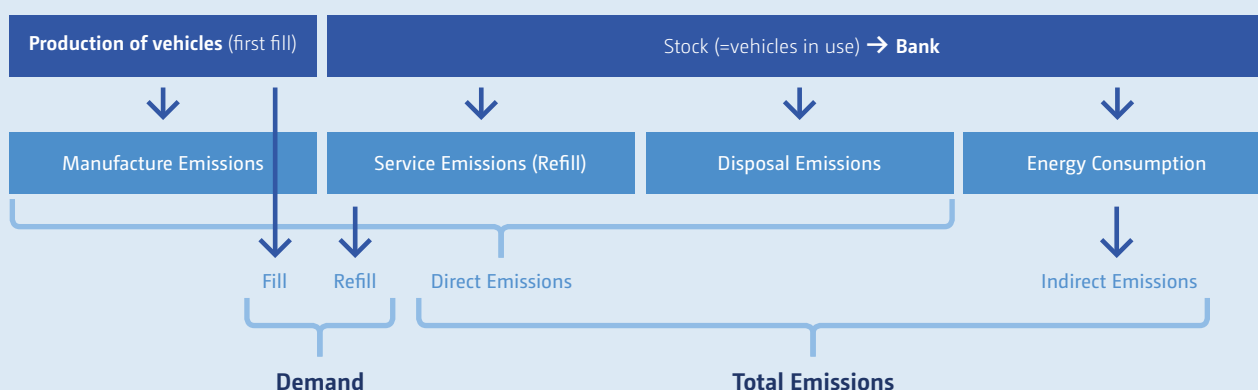 Production of vehicles (first fill)
Stock (=vehicles in use) → Bank
Manufacture Emissions
Service Emissions (Refill)
Disposal Emissions
Energy Consumption
Fill
Refill
Direct Emissions
Indirect Emissions
Demand
Total Emissions